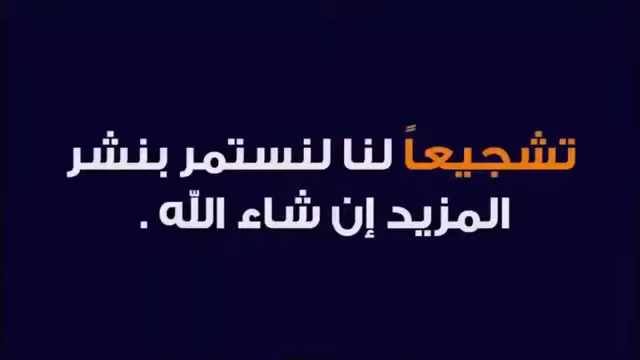 تشجيعاً لنا لنستمر بنشر
المزيد إن شاء الله .